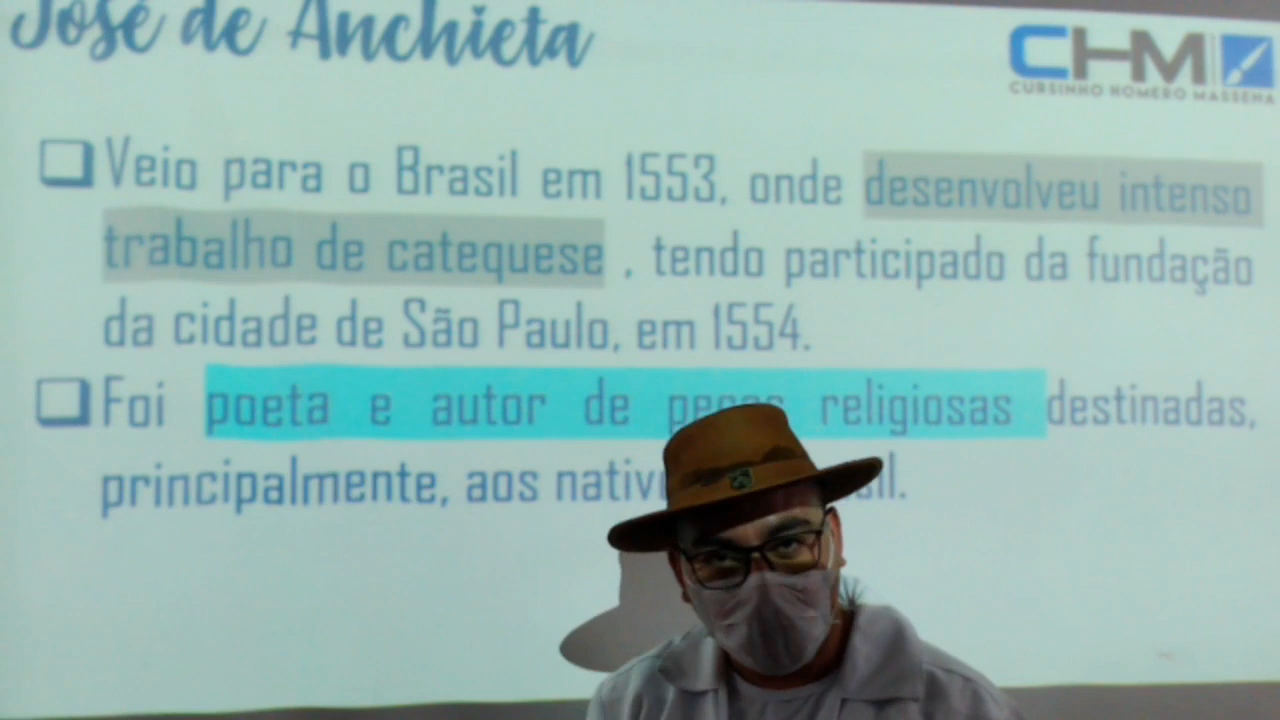 José de Anchieta
CHM
CURSINHO HOMERO MASSENA
Veio para o Brasil em 1553, onde desenvolveu intenso
trabalho de catequese , tendo participado da fundação
da cidade de São Paulo, em 1554.
Foi poeta e autor de peças religiosas destinadas,
principalmente, aos